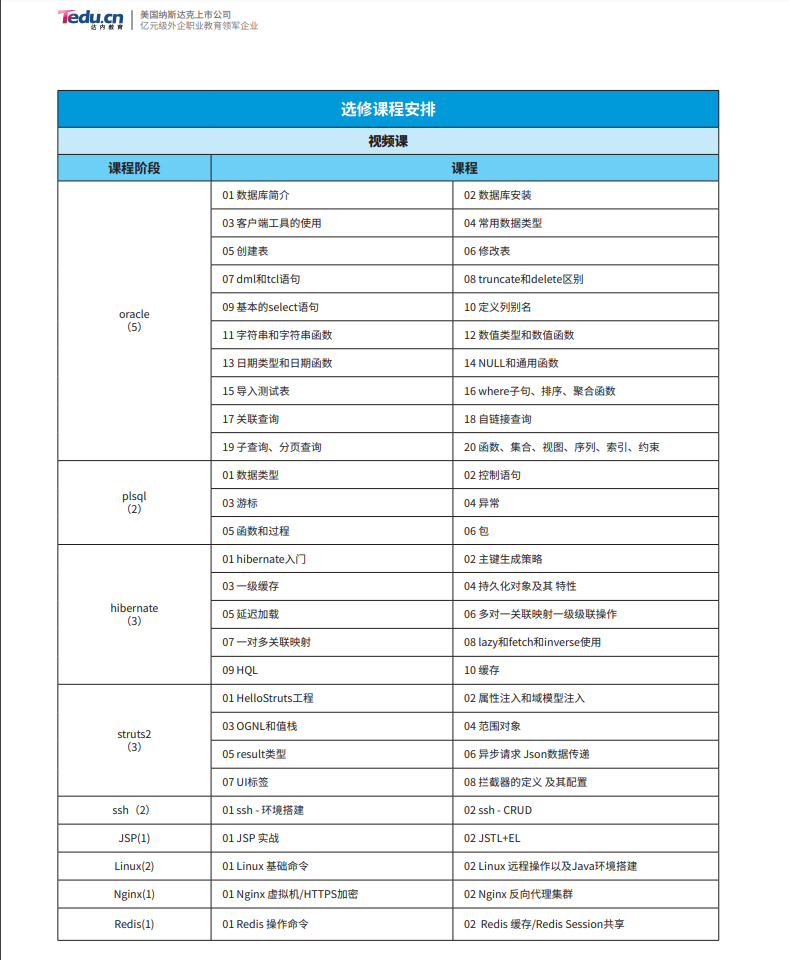 Tedu.cn
达内教育
美国纳斯达克上市公司
亿元级外企职业教育领军企业
选修课程安排
视频课
课程阶段 课程
oracle
（5）
01 数据库简介 02 数据库安装
03 客户端工具的使用 04 常用数据类型
05 创建表 06 修改表
07 dml和tcl语句 08 truncate和delete区别
09 基本的select语句 10 定义列别名
11 字符串和字符串函数 12 数值类型和数值函数
13 日期类型和日期函数 14 NULL和通用函数
15 导入测试表 16 where子句、排序、聚合函数
17 关联查询 18 自链接查询
19 子查询、分页查询 20 函数、集合、视图、序列、索引、约束
plsql
（2）
01 数据类型 02 控制语句
03 游标 04 异常
05 函数和过程 06 包
hibernate
（3）
01 hibernate入门 02 主键生成策略
03 一级缓存 04 持久化对象及其 特性
05 延迟加载 06 多对一关联映射一级级联操作
07 一对多关联映射 08 lazy和fetch和inverse使用
09 HQL 10 缓存
struts2
（3）
01 HelloStruts工程 02 属性注入和域模型注入
03 OGNL和值栈 04 范围对象
05 result类型 06 异步请求 Json数据传递
07 UI标签 08 拦截器的定义 及其配置
ssh（2） 01 ssh - 环境搭建 02 ssh - CRUD
JSP(1) 01 JSP 实战 02 JSTL+EL
Linux(2) 01 Linux 基础命令 02 Linux 远程操作以及Java环境搭建
Nginx(1) 01 Nginx 虚拟机/HTTPS加密 02 Nginx 反向代理集群
Redis(1) 01 Redis 操作命令 02 Redis 缓存/Redis Session共享